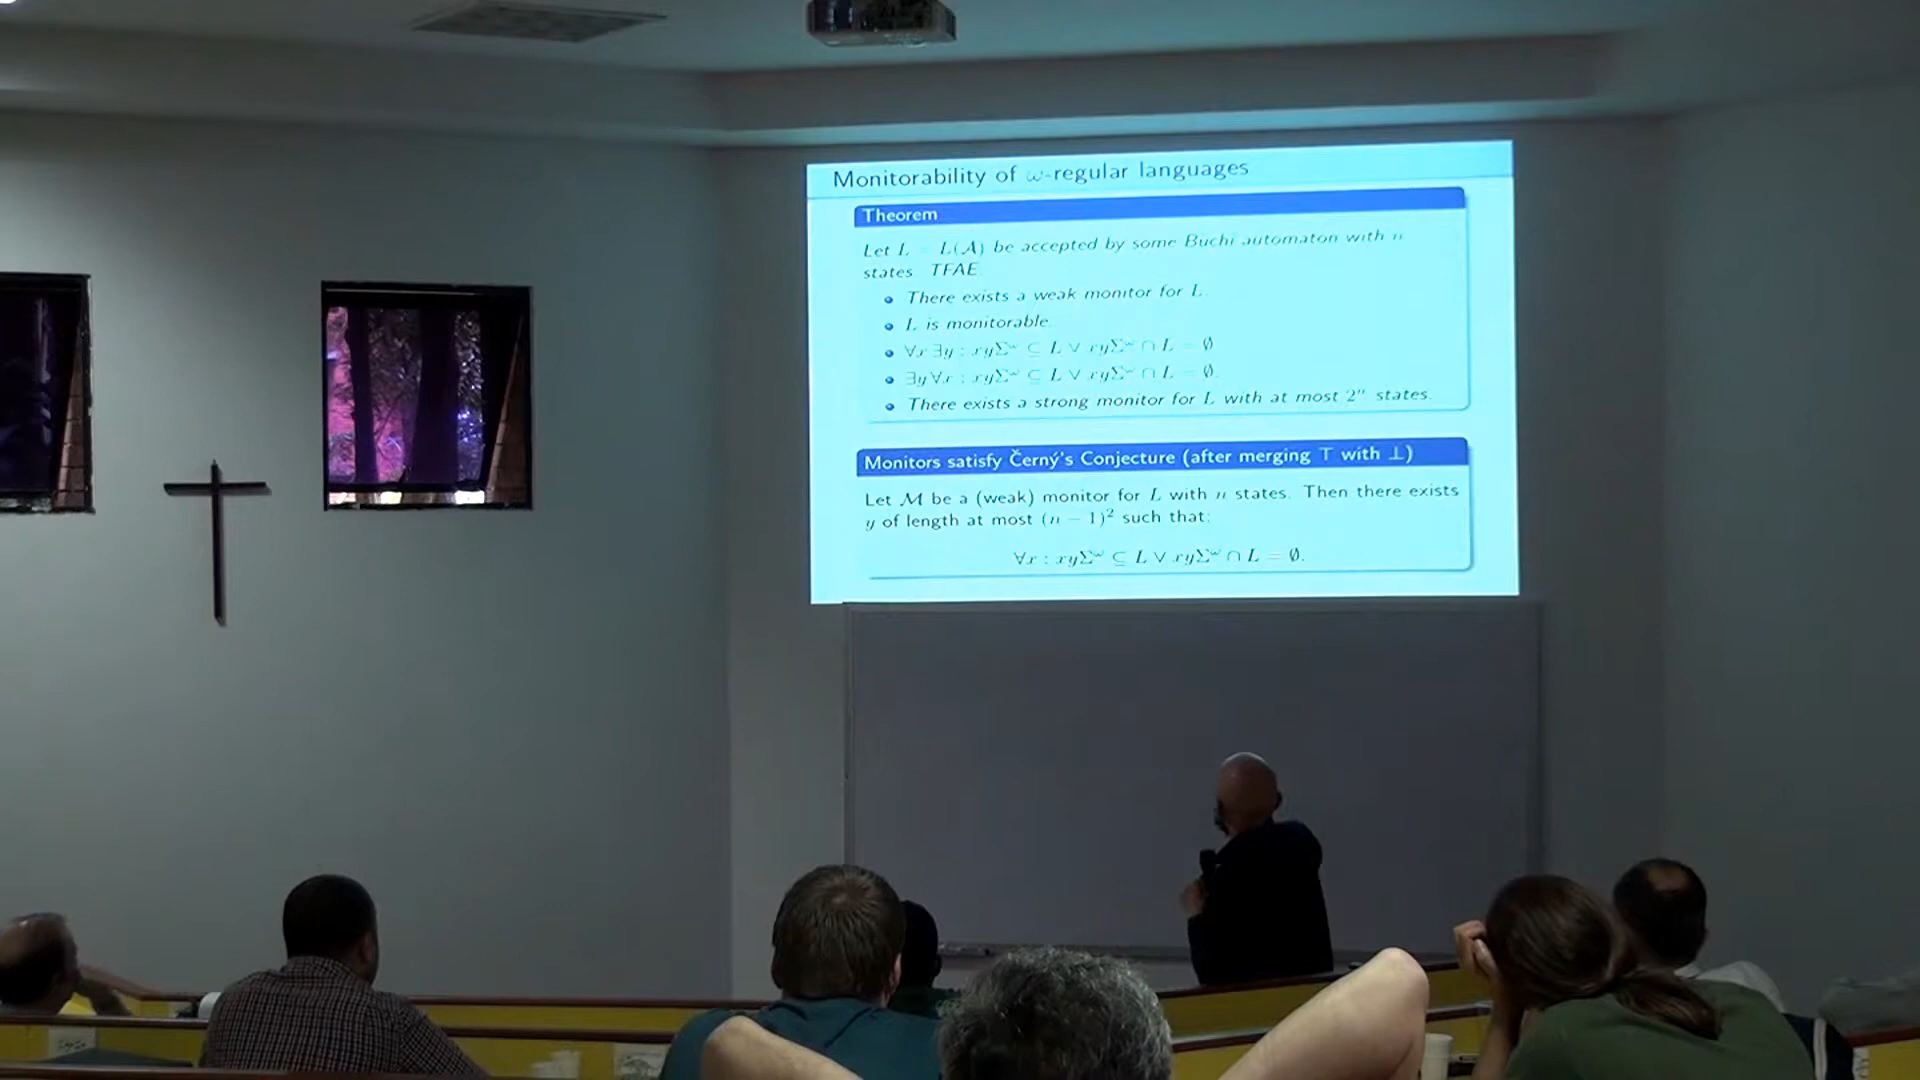 Monitorability of ω-regular languages
Theorem
Let L = L(A) be accepted by some Büchi automaton with n
states. TFAE.
• There exists a weak monitor for L.
• L is monitorable.
• ∀x ∃y : xyΣ^ω ⊆ L ∨ xyΣ^ω ∩ L = ∅
• ∃y ∀x : xyΣ^ω ⊆ L ∨ xyΣ^ω ∩ L = ∅.
• There exists a strong monitor for L with at most 2^n states.
Monitors satisfy Černý's Conjecture (after merging ⊤ with ⊥)
Let M be a (weak) monitor for L with n states. Then there exists
y of length at most (n − 1)² such that:
∀x : xyΣ^ω ⊆ L ∨ xyΣ^ω ∩ L = ∅.